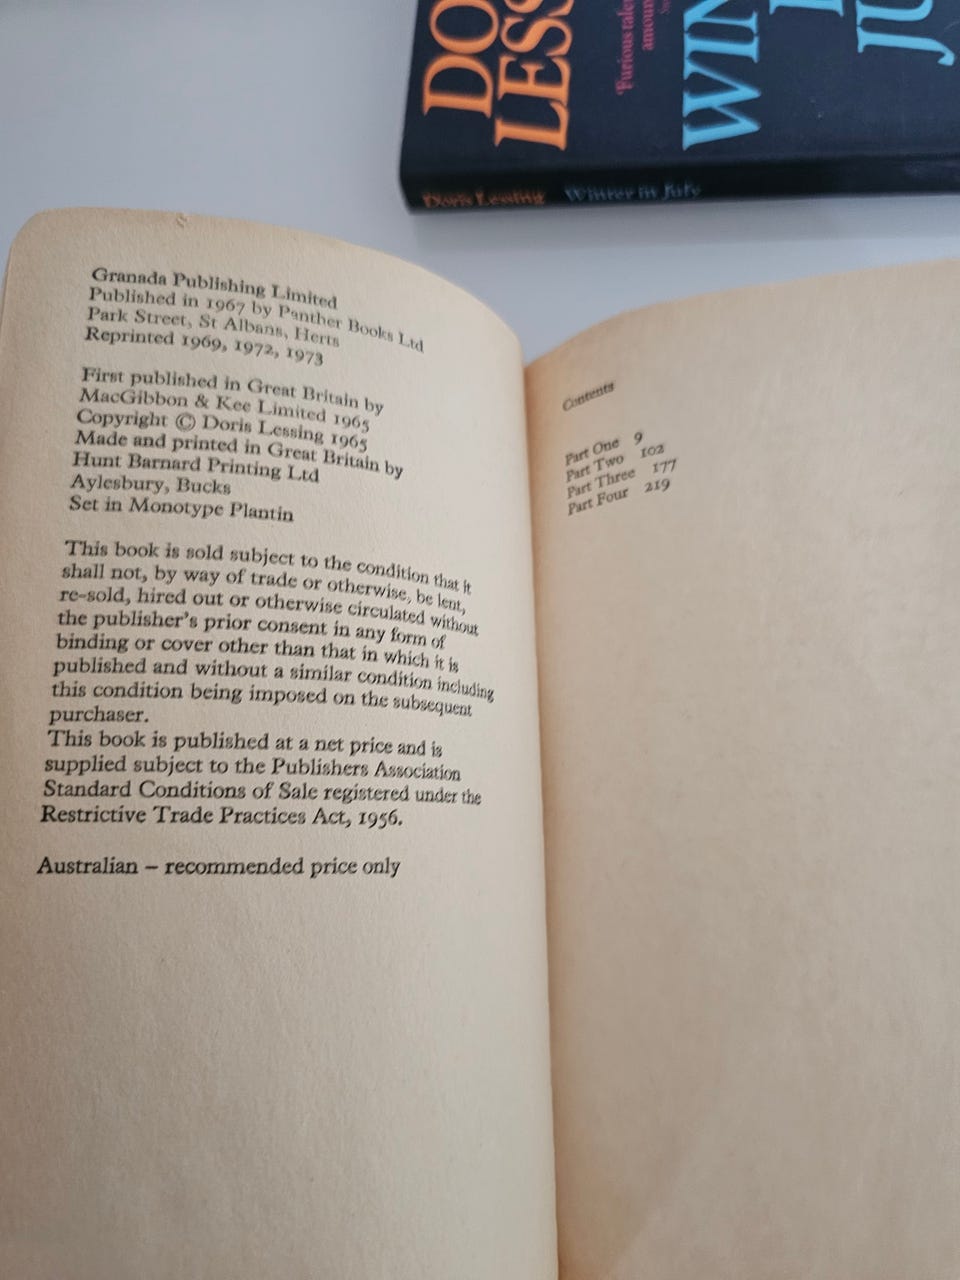 DO
LESS
'Furious tale
amoun
WIN
JU
Doris Lessing Winter in July
Granada Publishing Limited
Published in 1967 by Panther Books Ltd
Park Street, St Albans, Herts
Reprinted 1969, 1972, 1973
First published in Great Britain by
MacGibbon & Kee Limited 1965
Copyright © Doris Lessing 1965
Made and printed in Great Britain by
Hunt Barnard Printing Ltd
Aylesbury, Bucks
Set in Monotype Plantin
This book is sold subject to the condition that it
shall not, by way of trade or otherwise, be lent,
re-sold, hired out or otherwise circulated without
the publisher's prior consent in any form of
binding or cover other than that in which it is
published and without a similar condition including
this condition being imposed on the subsequent
purchaser.
This book is published at a net price and is
supplied subject to the Publishers Association
Standard Conditions of Sale registered under the
Restrictive Trade Practices Act, 1956.
Australian – recommended price only
Contents
Part One 9
Part Two 102
Part Three 177
Part Four 219